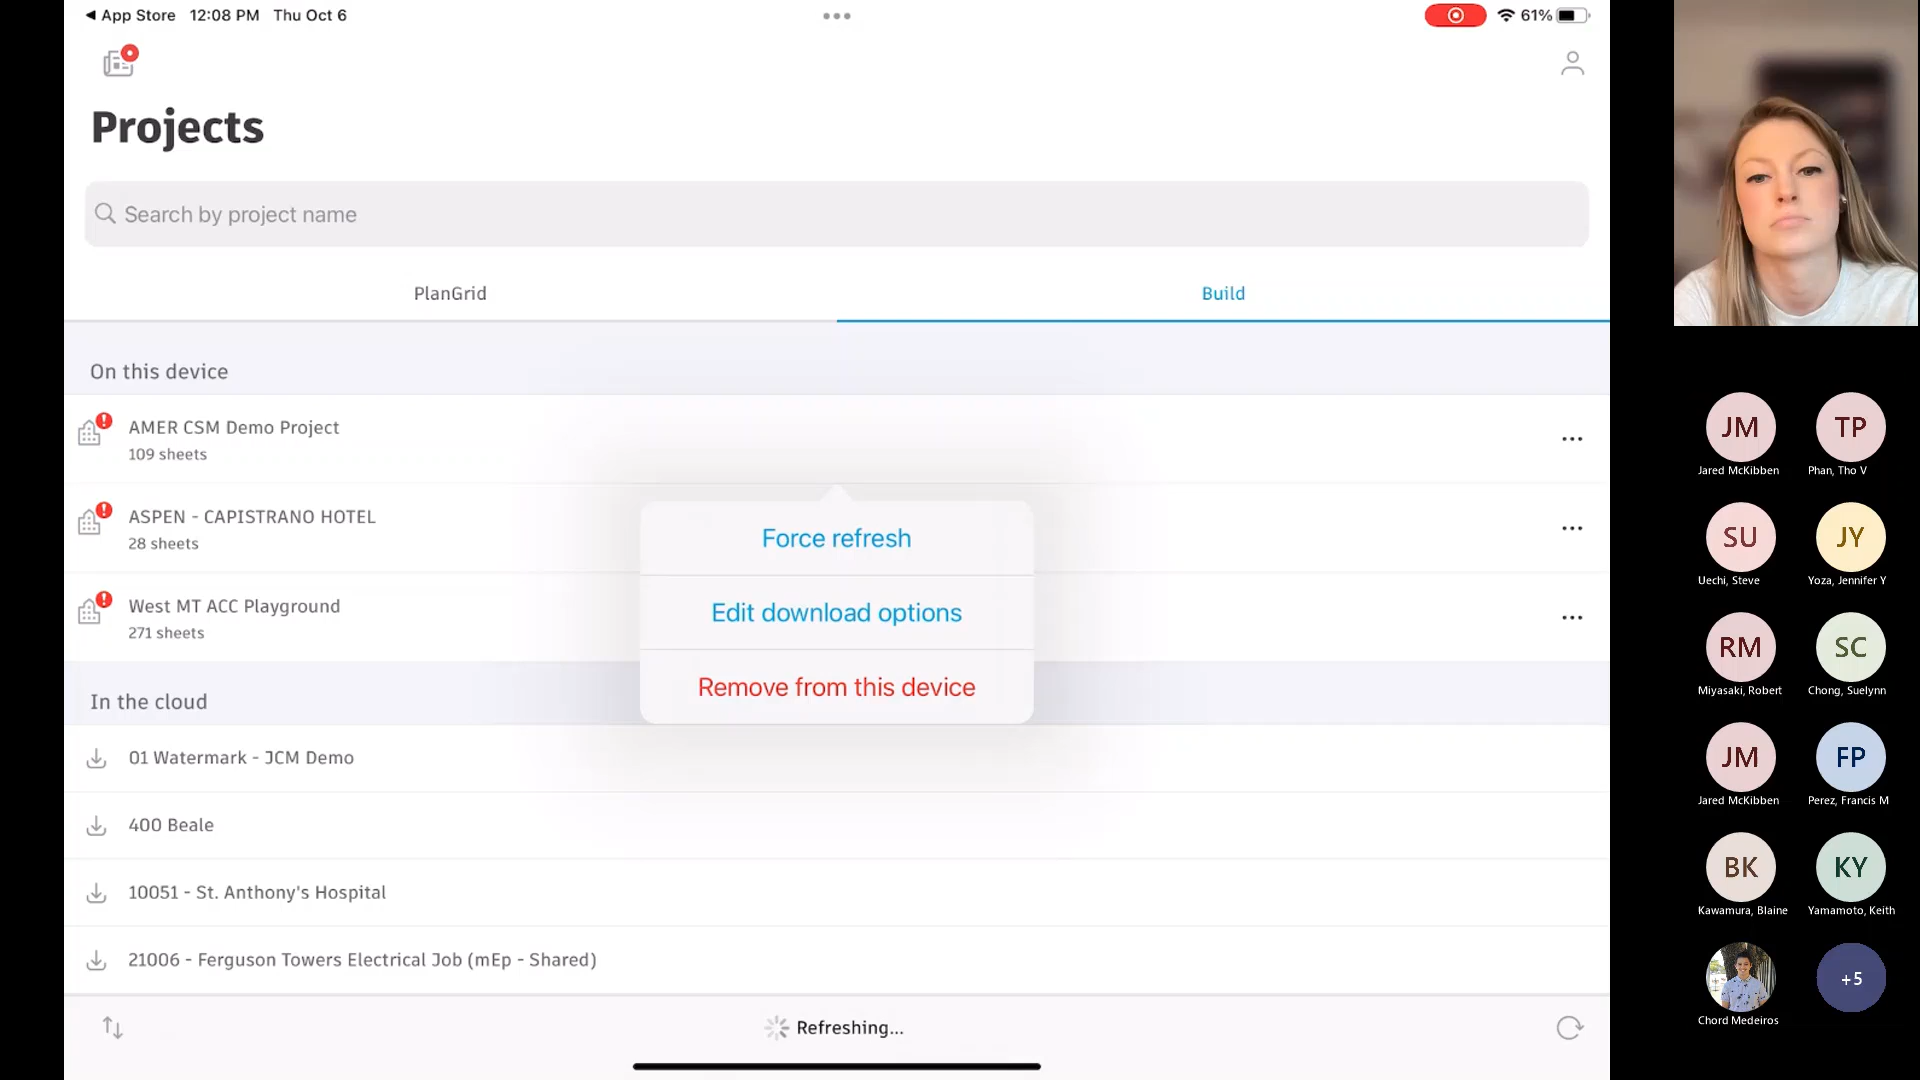 App Store 12:08 PM Thu Oct 6
61%
Projects
Search by project name
PlanGrid
Build
On this device
AMER CSM Demo Project
109 sheets
ASPEN - CAPISTRANO HOTEL
28 sheets
West MT ACC Playground
271 sheets
Force refresh
Edit download options
Remove from this device
In the cloud
01 Watermark - JCM Demo
400 Beale
10051 - St. Anthony's Hospital
21006 - Ferguson Towers Electrical Job (mEp - Shared)
Refreshing...
JM
Jared McKibben
TP
Phan, Tho V
SU
Uechi, Steve
JY
Yoza, Jennifer Y
RM
Miyasaki, Robert
SC
Chong, Suelynn
JM
Jared McKibben
FP
Perez, Francis M
BK
Kawamura, Blaine
KY
Yamamoto, Keith
Chord Medeiros
+5